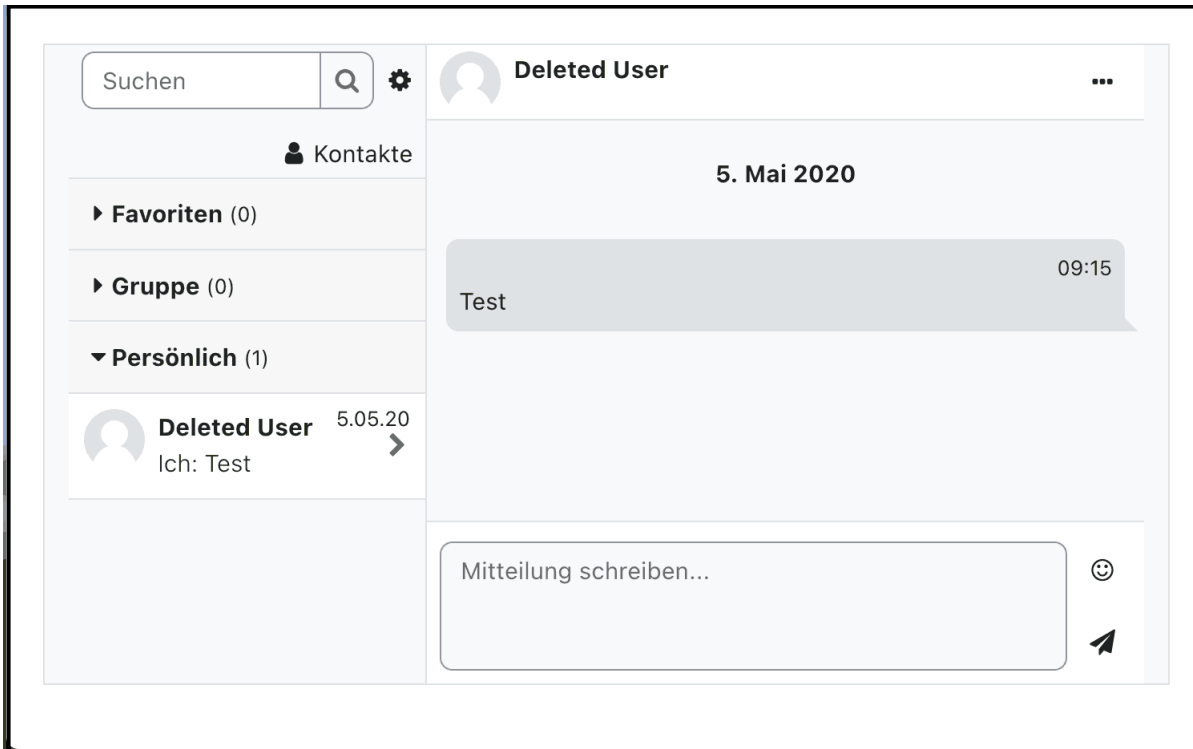 Suchen
Kontakte
Favoriten (0)
Gruppe (0)
Persönlich (1)
Deleted User 5.05.20
Ich: Test
Deleted User
5. Mai 2020
09:15
Test
Mitteilung schreiben...